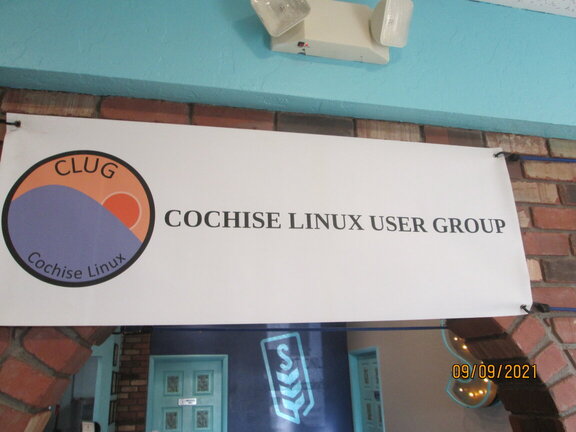 CLUG
Cochise Linux
COCHISE LINUX USER GROUP
09/09/2021